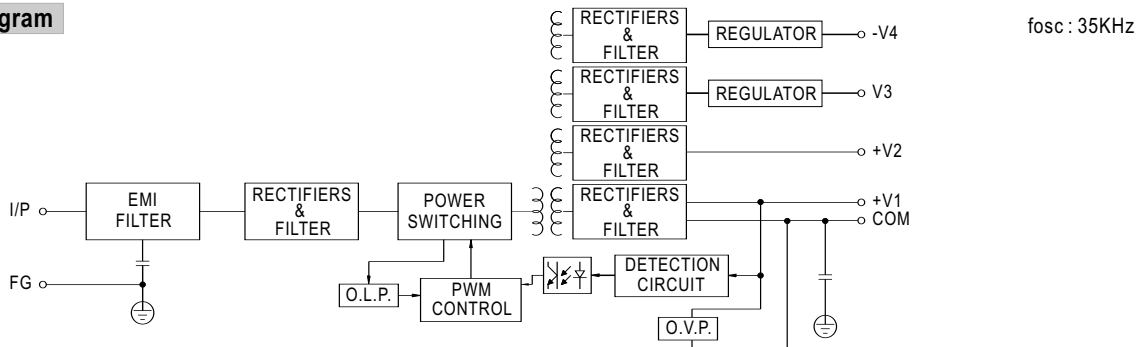 gram
fosc : 35KHz
RECTIFIERS
&
FILTER
REGULATOR
-V4
RECTIFIERS
&
FILTER
REGULATOR
V3
RECTIFIERS
&
FILTER
+V2
I/P
EMI
FILTER
RECTIFIERS
&
FILTER
POWER
SWITCHING
RECTIFIERS
&
FILTER
+V1
COM
FG
O.L.P.
PWM
CONTROL
DETECTION
CIRCUIT
O.V.P.